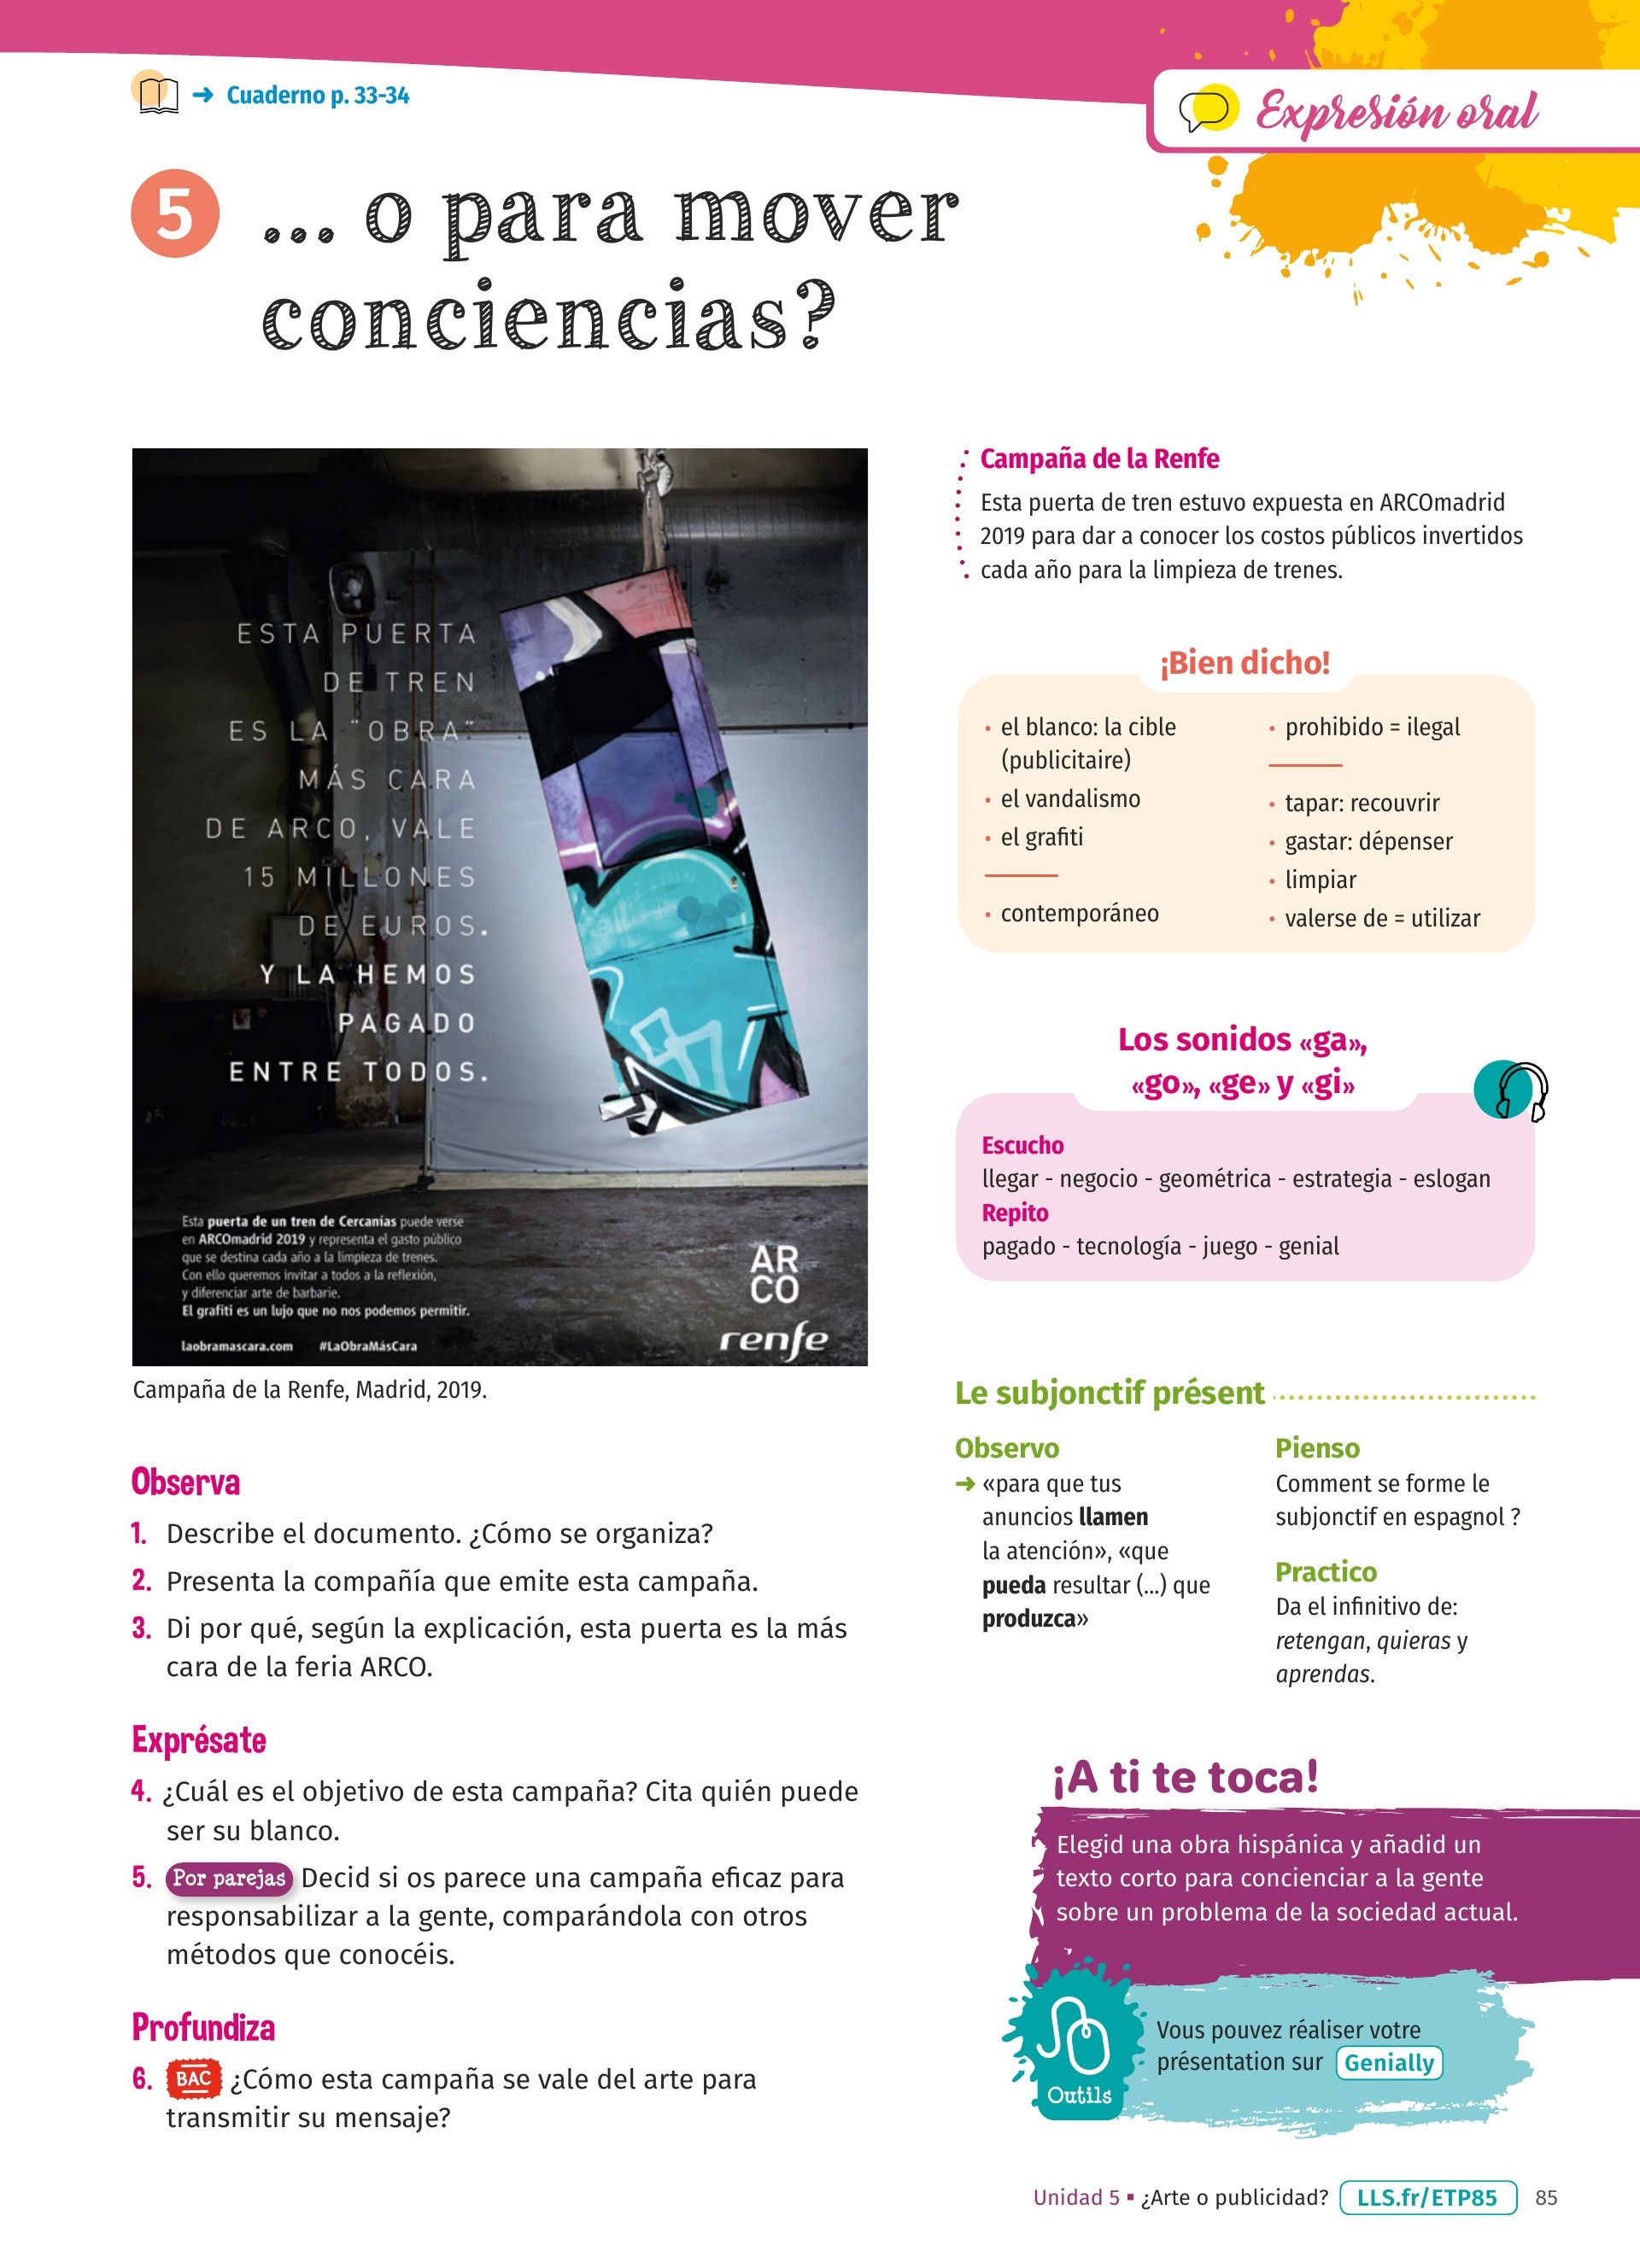 → Cuaderno p. 33-34
Expresión oral
5 ... o para mover
conciencias?
ESTA PUERTA
DE TREN
ES LA "OBRA"
MÁS CARA
DE ARCO, VALE
15 MILLONES
DE EUROS.
Y LA HEMOS
PAGADO
ENTRE TODOS.
Esta puerta de un tren de Cercanías puede verse
en ARCOmadrid 2019 y representa el gasto público
que se destina cada año a la limpieza de trenes.
Con ello queremos invitar a todos a la reflexión,
y diferenciar arte de barbarie.
El grafiti es un lujo que no nos podemos permitir.
laobramascara.com #LaObraMásCara
AR
CO
renfe
Campaña de la Renfe, Madrid, 2019.
Observa
1. Describe el documento. ¿Cómo se organiza?
2. Presenta la compañía que emite esta campaña.
3. Di por qué, según la explicación, esta puerta es la más
cara de la feria ARCO.
Exprésate
4. ¿Cuál es el objetivo de esta campaña? Cita quién puede
ser su blanco.
5. Por parejas Decid si os parece una campaña eficaz para
responsabilizar a la gente, comparándola con otros
métodos que conocéis.
Profundiza
6. BAC ¿Cómo esta campaña se vale del arte para
transmitir su mensaje?
Campaña de la Renfe
Esta puerta de tren estuvo expuesta en ARCOmadrid
2019 para dar a conocer los costos públicos invertidos
cada año para la limpieza de trenes.
¡Bien dicho!
• el blanco: la cible
(publicitaire)
• el vandalismo
• el grafiti
• contemporáneo
• prohibido = ilegal
• tapar: recouvrir
• gastar: dépenser
• limpiar
• valerse de = utilizar
Los sonidos «ga»,
«go», «ge» y «gi»
Escucho
llegar - negocio - geométrica - estrategia - eslogan
Repito
pagado - tecnología - juego - genial
Le subjonctif présent
Observo
→ «para que tus
anuncios llamen
la atención», «que
pueda resultar (...) que
produzca»
Pienso
Comment se forme le
subjonctif en espagnol ?
Practico
Da el infinitivo de:
retengan, quieras y
aprendas.
¡A ti te toca!
Elegid una obra hispánica y añadid un
texto corto para concienciar a la gente
sobre un problema de la sociedad actual.
Outils
Vous pouvez réaliser votre
présentation sur Genially
Unidad 5 ▪ ¿Arte o publicidad? LLS.fr/ETP85 85